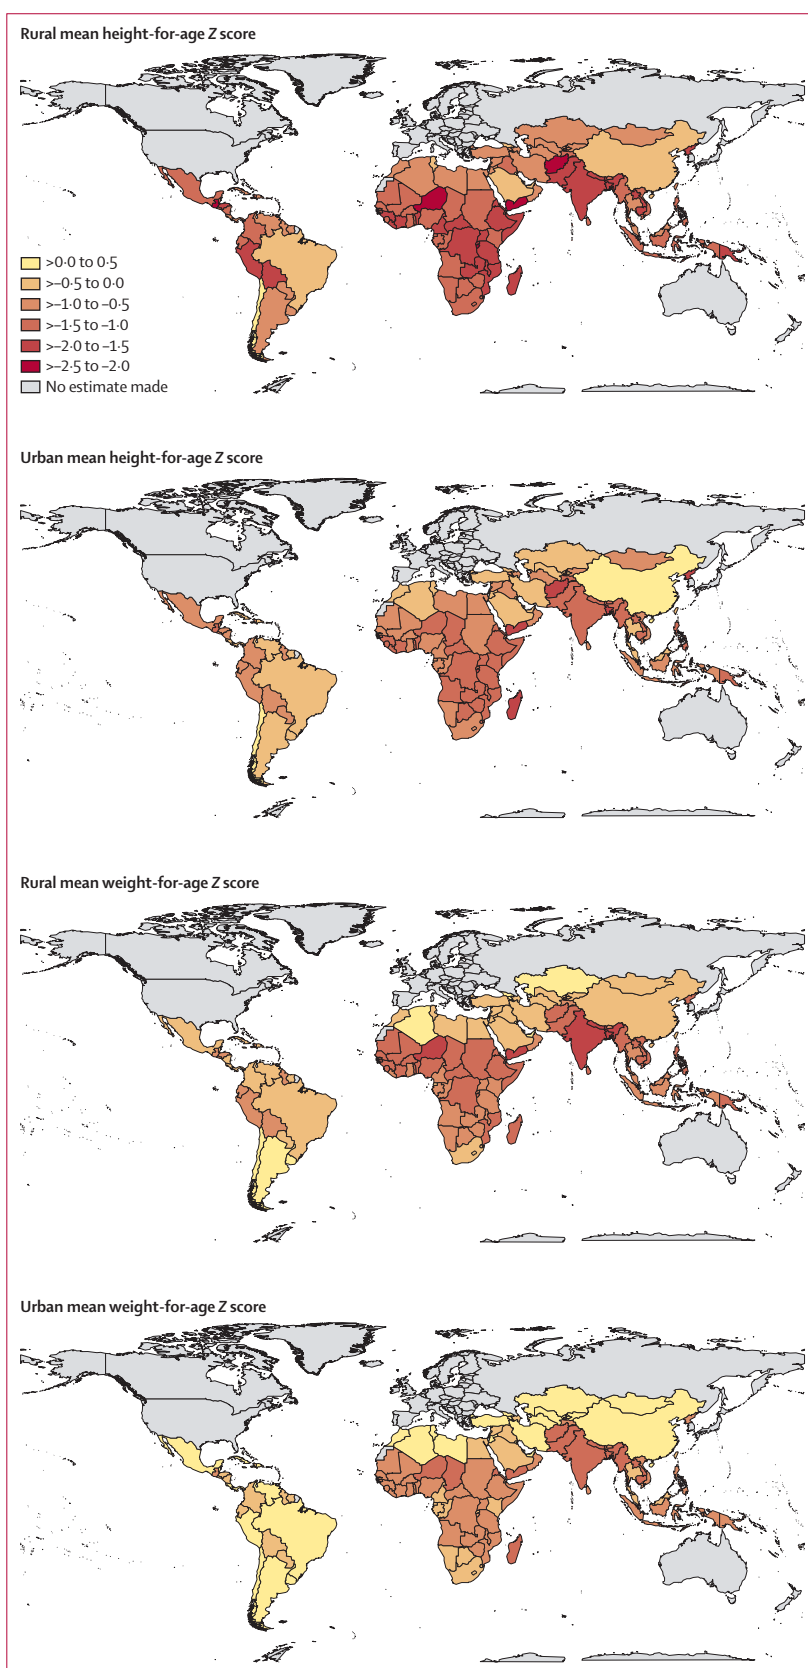 Rural mean height-for-age Z score
>0·0 to 0·5
>–0·5 to 0·0
>–1·0 to –0·5
>–1·5 to –1·0
>–2·0 to –1·5
>–2·5 to –2·0
No estimate made
Urban mean height-for-age Z score
Rural mean weight-for-age Z score
Urban mean weight-for-age Z score